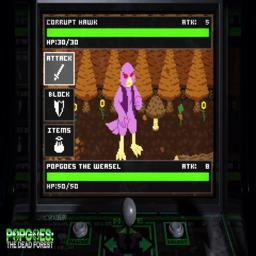 CORRUPT HAWK ATK: 5
HP:30/30
ATTACK
BLOCK
ITEMS
POPGOES THE WEASEL ATK: 8
HP:50/50
POPGOES:
THE DEAD FOREST